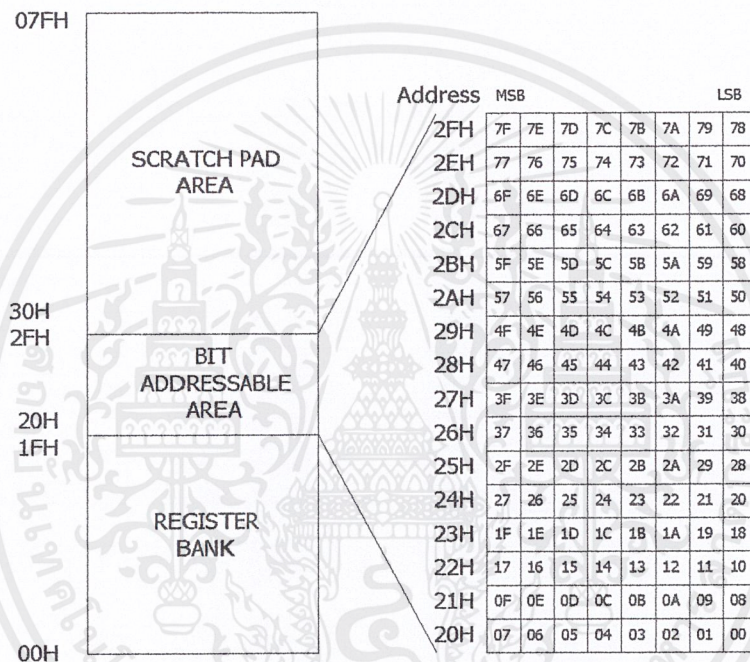 07FH
SCRATCH PAD
AREA
30H
2FH
BIT
ADDRESSABLE
AREA
20H
1FH
REGISTER
BANK
00H
Address MSB LSB
2FH 7F 7E 7D 7C 7B 7A 79 78
2EH 77 76 75 74 73 72 71 70
2DH 6F 6E 6D 6C 6B 6A 69 68
2CH 67 66 65 64 63 62 61 60
2BH 5F 5E 5D 5C 5B 5A 59 58
2AH 57 56 55 54 53 52 51 50
29H 4F 4E 4D 4C 4B 4A 49 48
28H 47 46 45 44 43 42 41 40
27H 3F 3E 3D 3C 3B 3A 39 38
26H 37 36 35 34 33 32 31 30
25H 2F 2E 2D 2C 2B 2A 29 28
24H 27 26 25 24 23 22 21 20
23H 1F 1E 1D 1C 1B 1A 19 18
22H 17 16 15 14 13 12 11 10
21H 0F 0E 0D 0C 0B 0A 09 08
20H 07 06 05 04 03 02 01 00